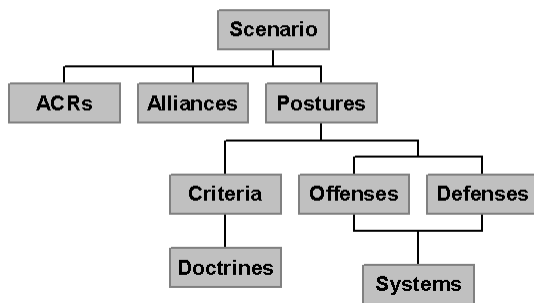 Scenario
ACRs
Alliances
Postures
Criteria
Offenses
Defenses
Doctrines
Systems